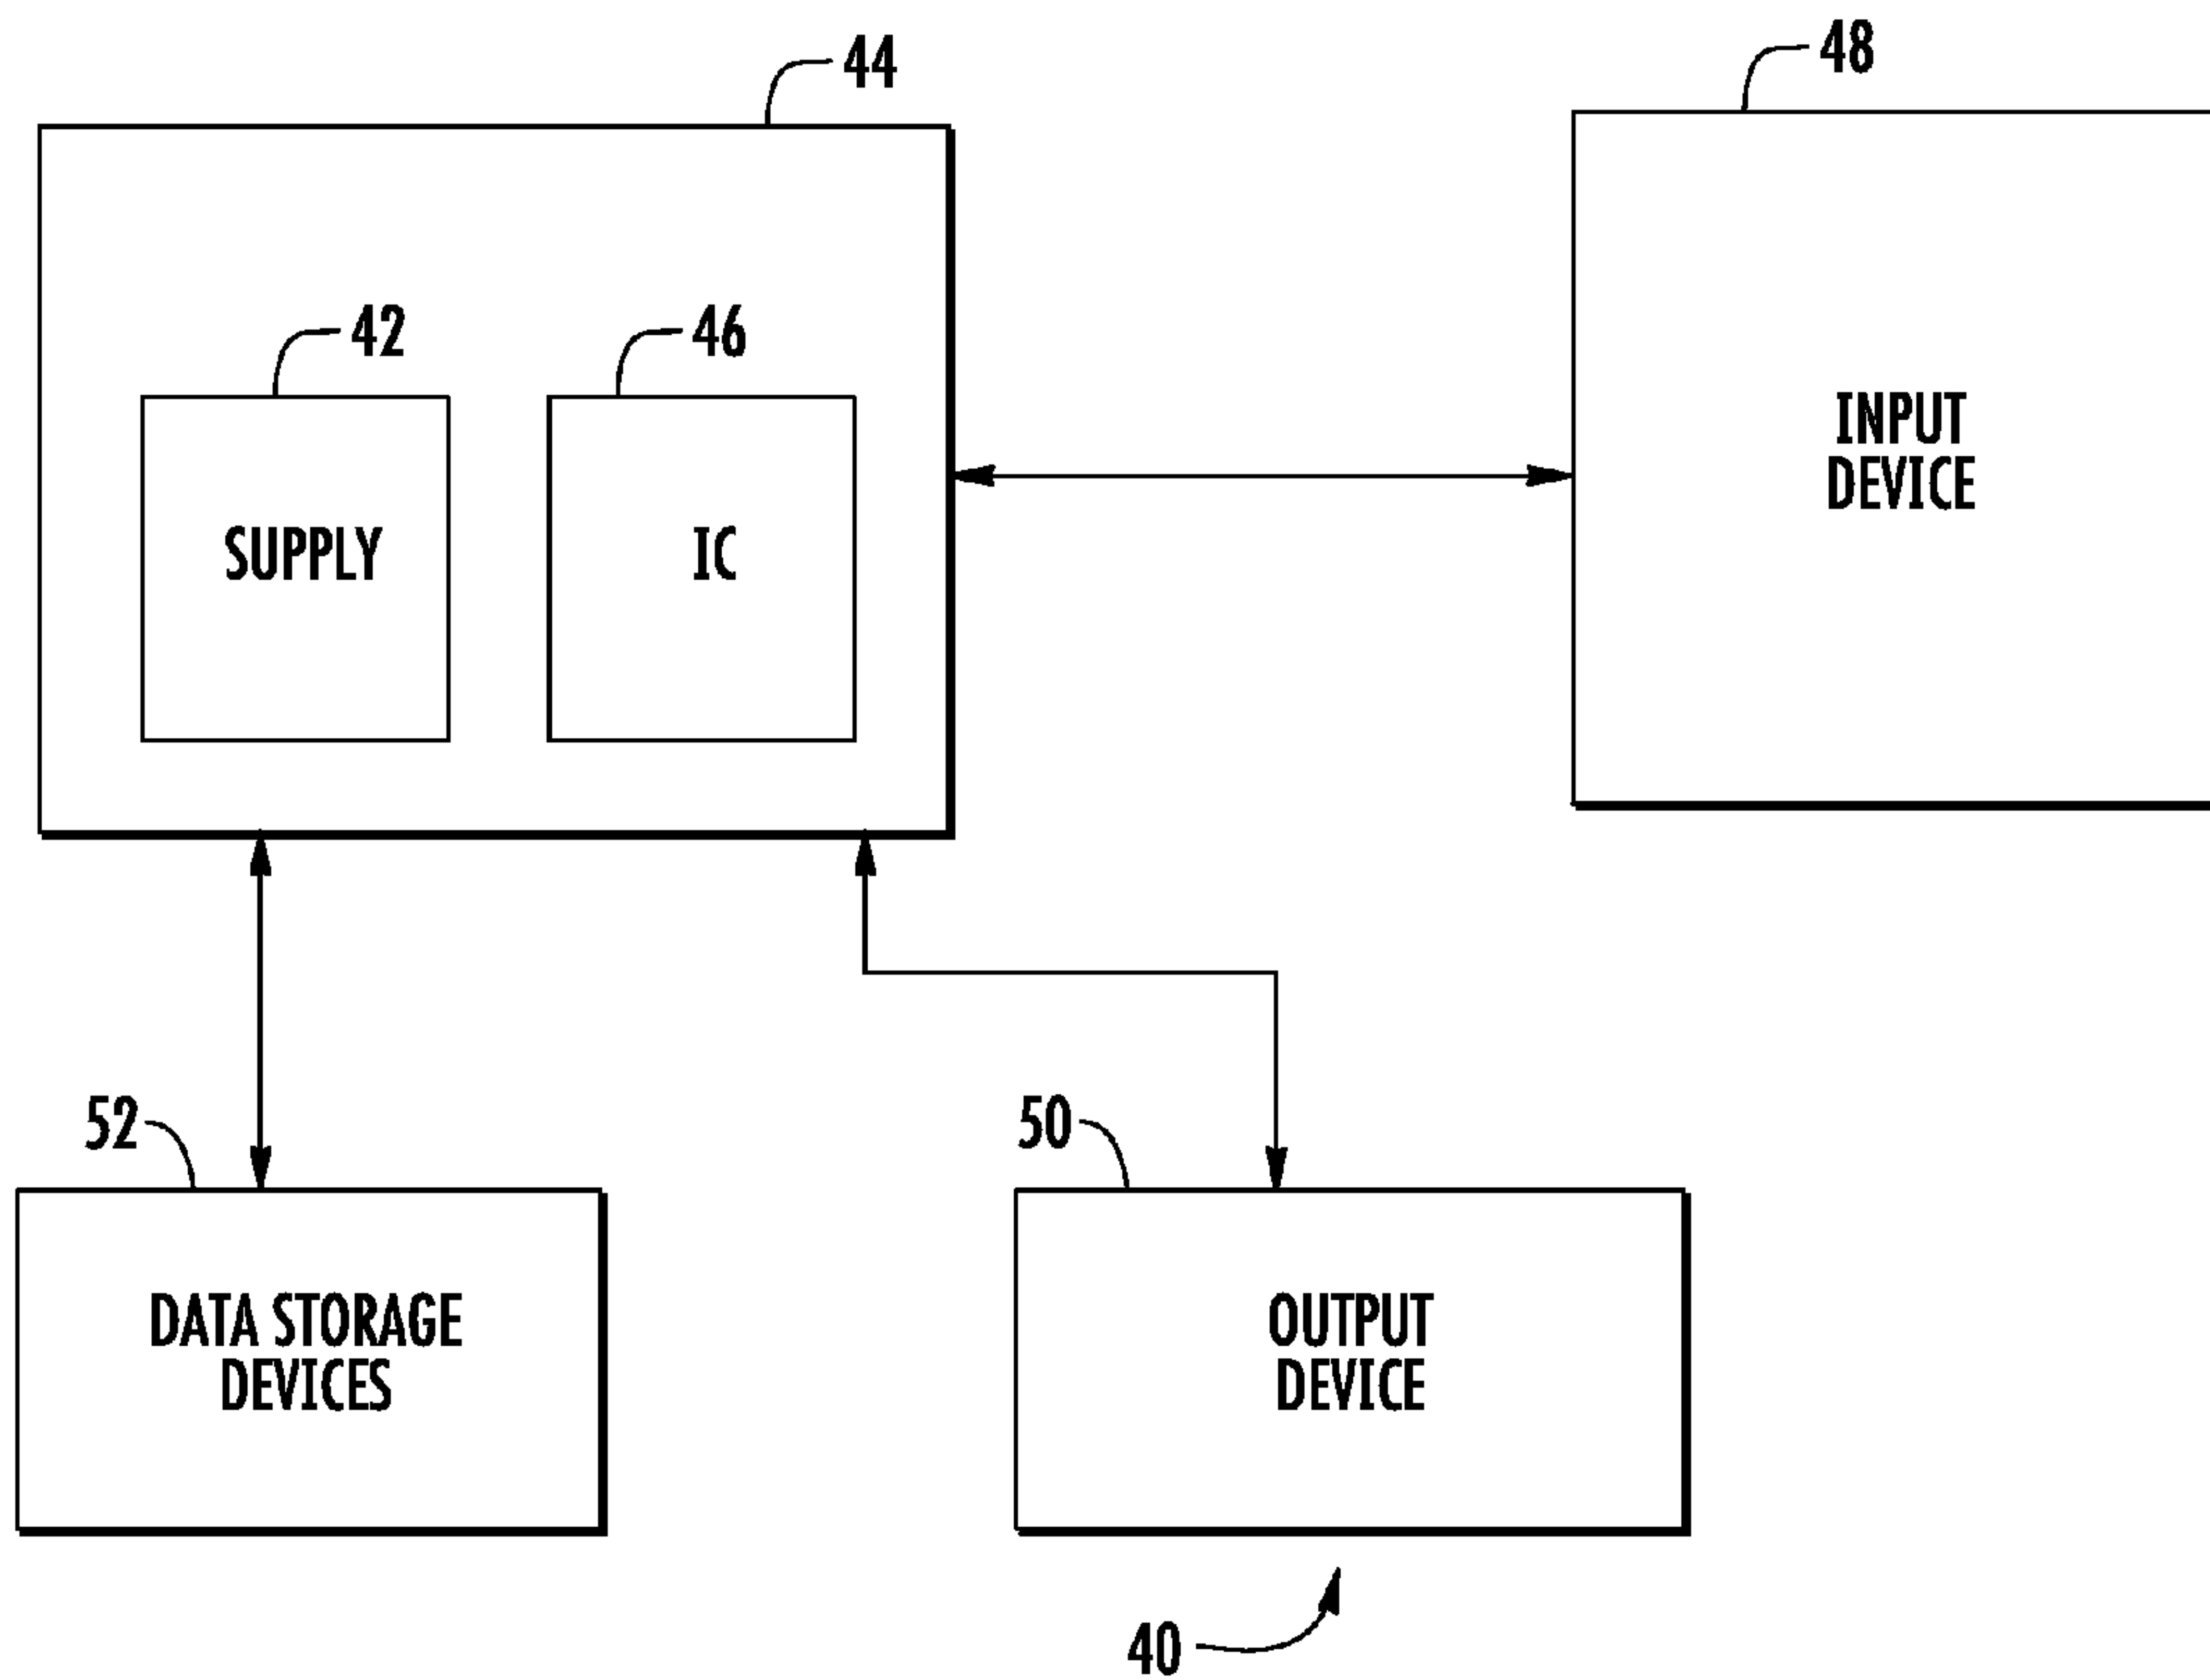 44
48
42
46
SUPPLY
IC
INPUT
DEVICE
52
50
DATA STORAGE
DEVICES
OUTPUT
DEVICE
40